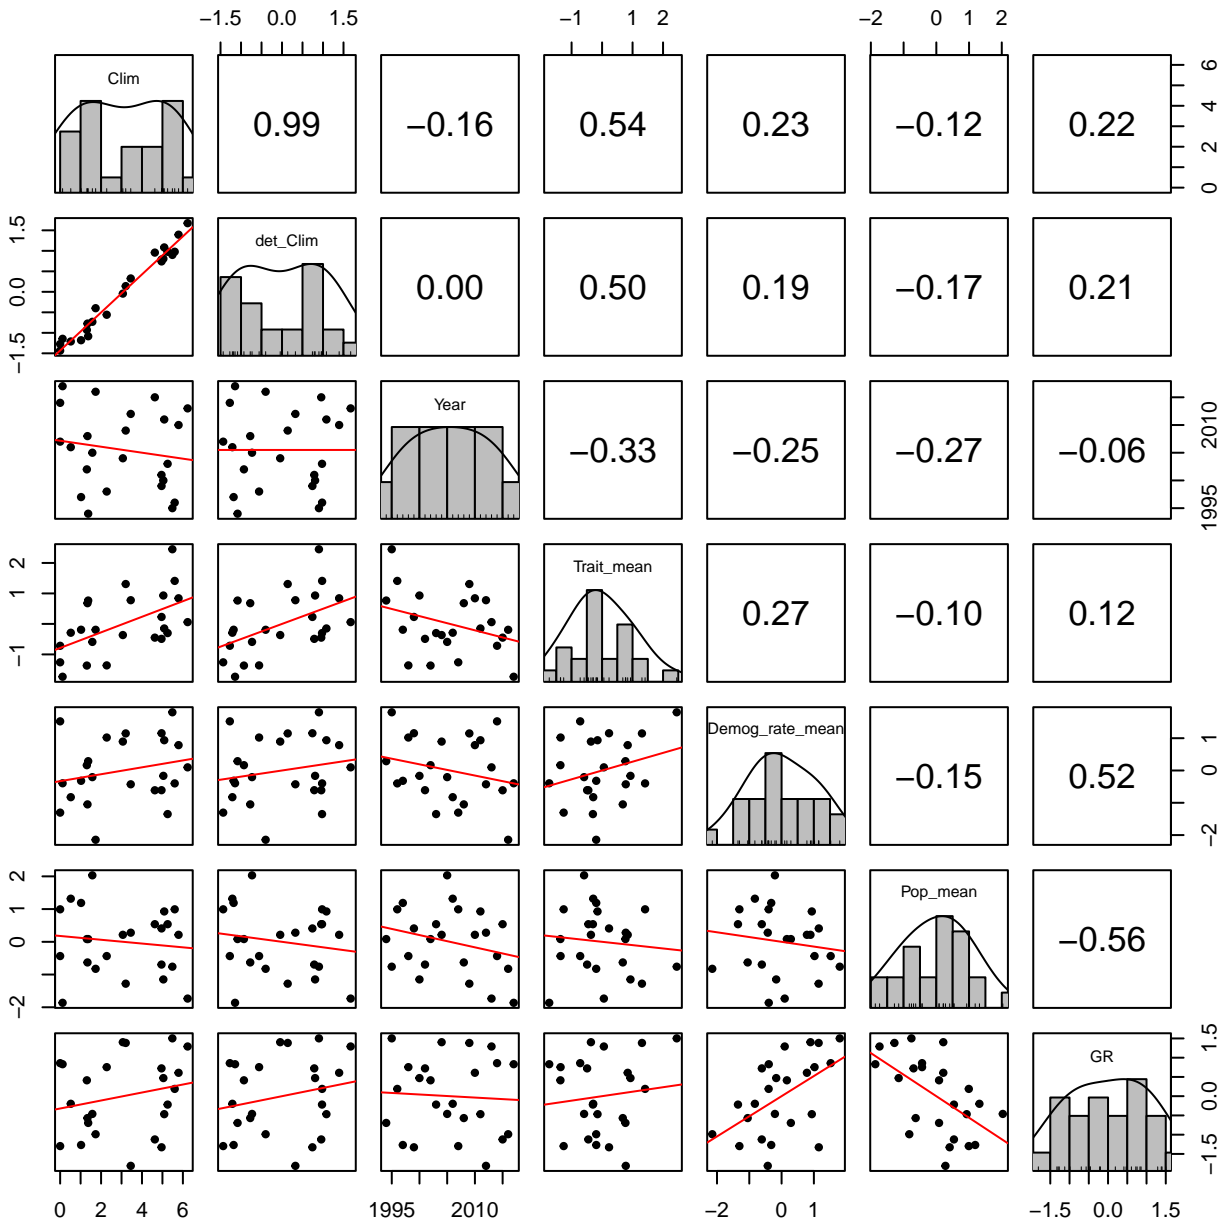 −1.5 0.0 1.5 −1 1 2 −2 0 2
Clim 0.99 −0.16 0.54 0.23 −0.12 0.22 0 2 4 6
−1.5 0.0 1.5 det_Clim 0.00 0.50 0.19 −0.17 0.21
Year −0.33 −0.25 −0.27 −0.06 1995 2010
−1 1 2 Trait_mean 0.27 −0.10 0.12
Demog_rate_mean −0.15 0.52 −2 0 1
−2 0 1 2 Pop_mean −0.56
GR −1.5 0.0 1.5
0 2 4 6 1995 2010 −2 0 1 −1.5 0.0 1.5